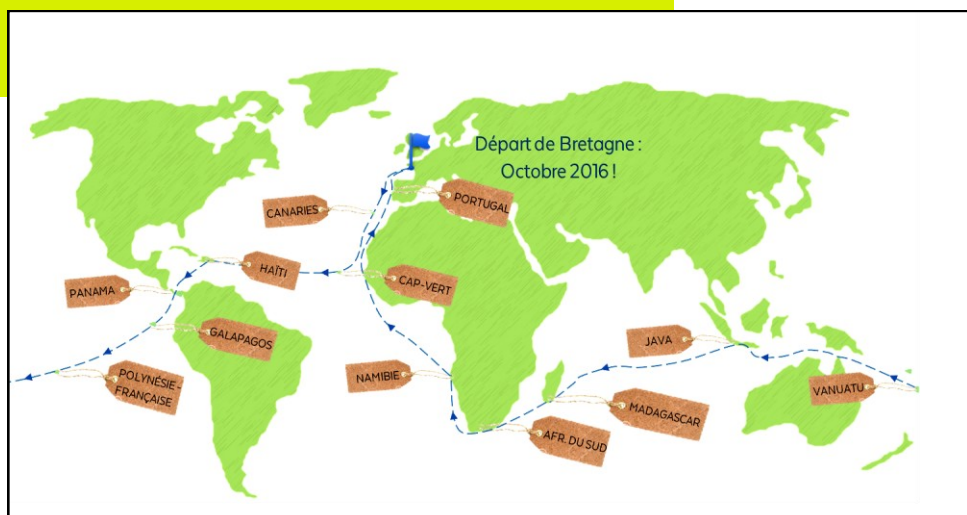 Départ de Bretagne :
Octobre 2016 !
PORTUGAL
CANARIES
HAÏTI
CAP-VERT
PANAMA
GALAPAGOS
POLYNÉSIE -
FRANÇAISE
NAMIBIE
JAVA
VANUATU
MADAGASCAR
AFR. DU SUD